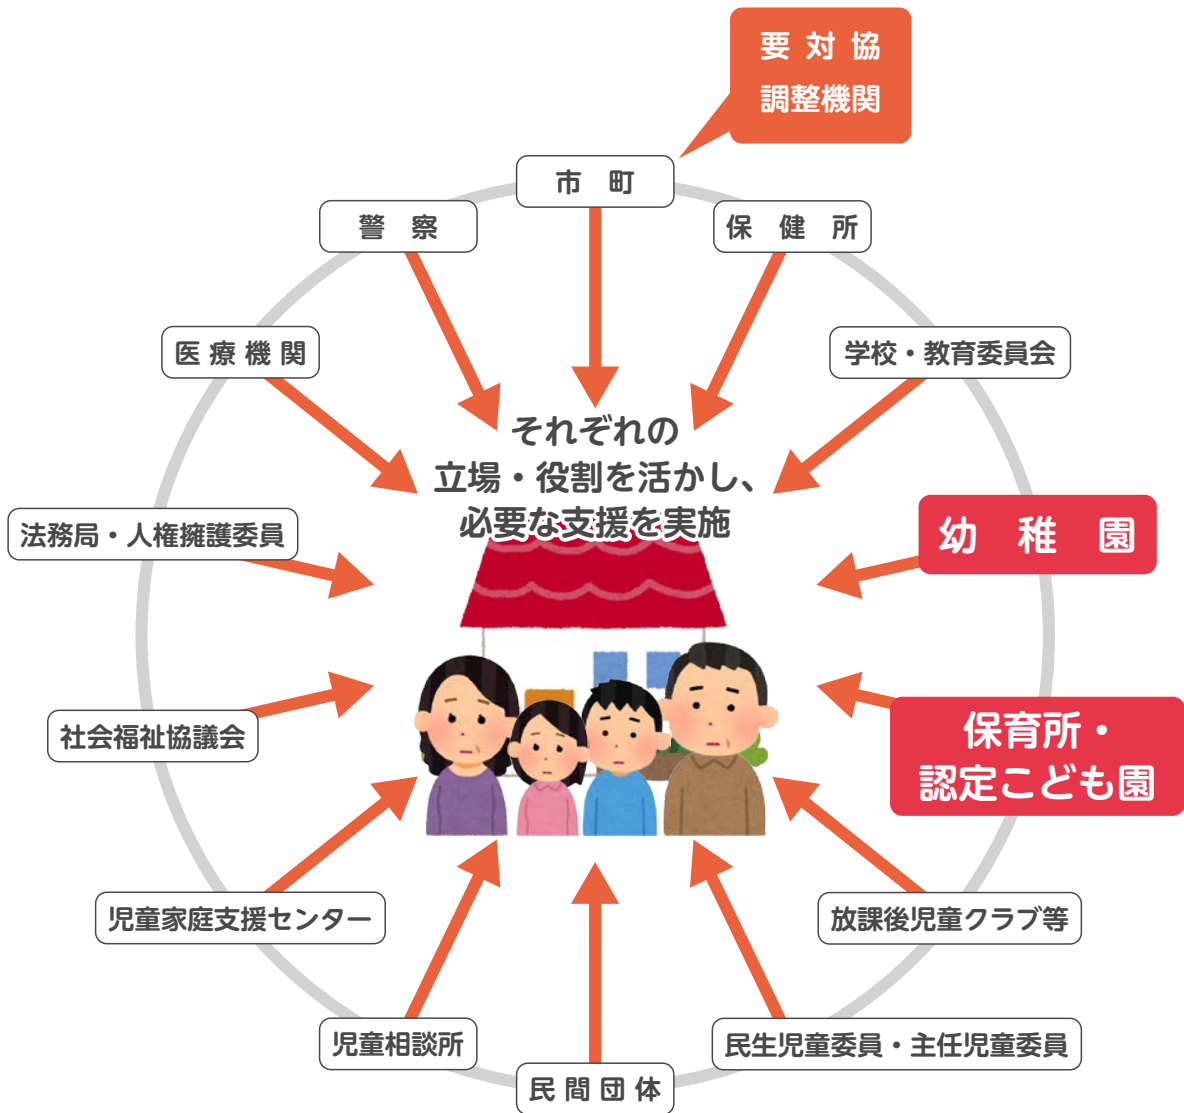 要対協
調整機関
市町
警察
保健所
医療機関
学校・教育委員会
それぞれの
立場・役割を活かし、
必要な支援を実施
法務局・人権擁護委員
幼稚園
社会福祉協議会
保育所・
認定こども園
児童家庭支援センター
放課後児童クラブ等
児童相談所
民生児童委員・主任児童委員
民間団体